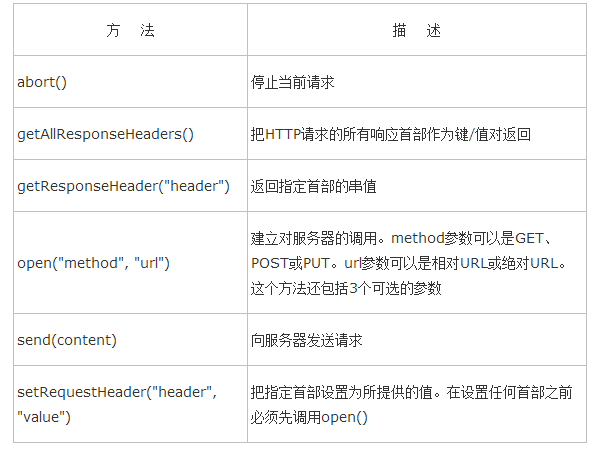 方 法 描 述
abort() 停止当前请求
getAllResponseHeaders() 把HTTP请求的所有响应首部作为键/值对返回
getResponseHeader("header") 返回指定首部的串值
open("method", "url") 建立对服务器的调用。method参数可以是GET、
POST或PUT。url参数可以是相对URL或绝对URL。
这个方法还包括3个可选的参数
send(content) 向服务器发送请求
setRequestHeader("header", 把指定首部设置为所提供的值。在设置任何首部之前
"value") 必须先调用open()